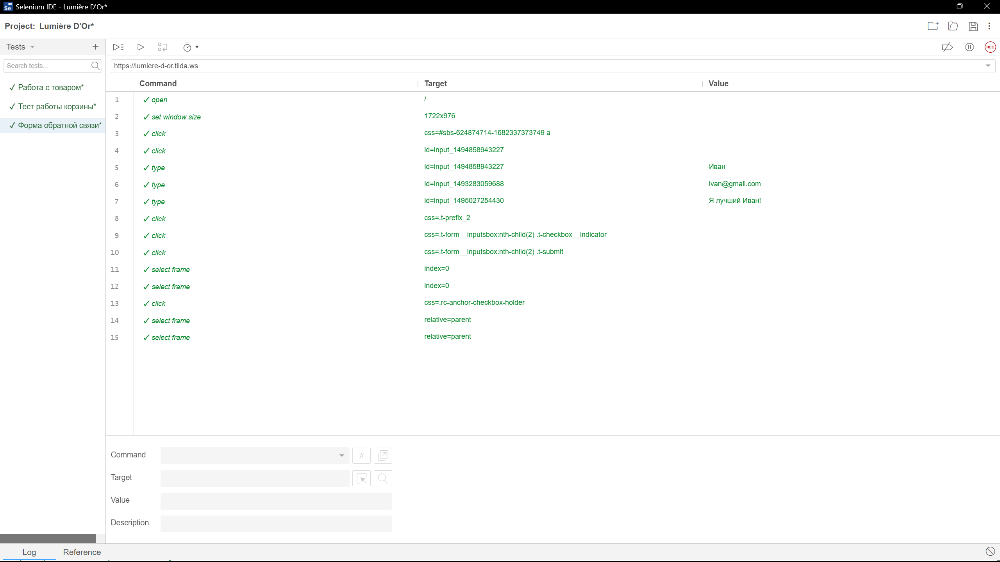 Selenium IDE - Lumière D'Or*
Project: Lumière D'Or*
Tests
REC
Search tests...
https://lumiere-d-or.tilda.ws
Command Target Value
✓ Работа с товаром*
✓ Тест работы корзины*
✓ Форма обратной связи*
1 ✓ open /
2 ✓ set window size 1722x976
3 ✓ click css=#sbs-624874714-1682337373749 a
4 ✓ click id=input_1494858943227
5 ✓ type id=input_1494858943227 Иван
6 ✓ type id=input_1493283059688 ivan@gmail.com
7 ✓ type id=input_1495027254430 Я лучший Иван!
8 ✓ click css=.t-prefix_2
9 ✓ click css=.t-form__inputsbox:nth-child(2) .t-checkbox__indicator
10 ✓ click css=.t-form__inputsbox:nth-child(2) .t-submit
11 ✓ select frame index=0
12 ✓ select frame index=0
13 ✓ click css=.rc-anchor-checkbox-holder
14 ✓ select frame relative=parent
15 ✓ select frame relative=parent
Command //
Target
Value
Description
Log Reference